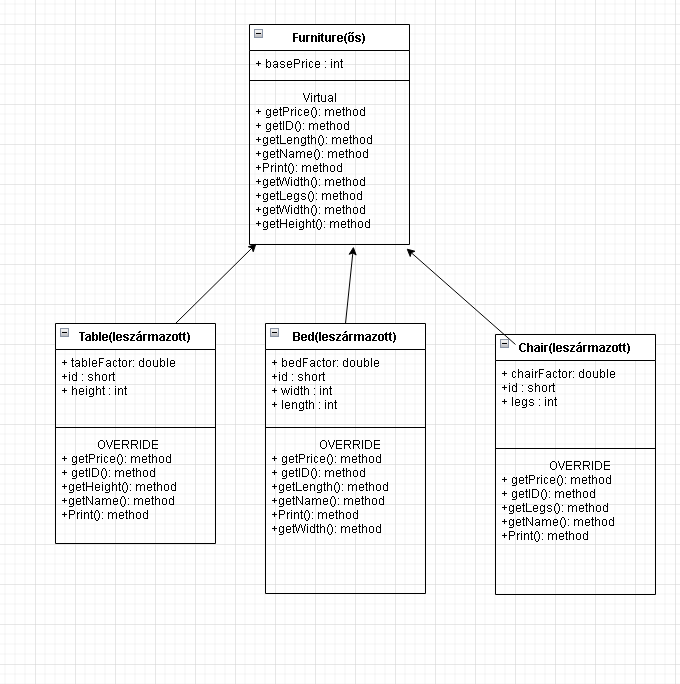 Furniture(ős)
+ basePrice : int
Virtual
+ getPrice(): method
+ getID(): method
+getLength(): method
+getName(): method
+Print(): method
+getWidth(): method
+getLegs(): method
+getWidth(): method
+getHeight(): method
Table(leszármazott)
+ tableFactor: double
+id : short
+ height : int
OVERRIDE
+ getPrice(): method
+ getID(): method
+getHeight(): method
+getName(): method
+Print(): method
Bed(leszármazott)
+ bedFactor: double
+id : short
+ width : int
+ length : int
OVERRIDE
+ getPrice(): method
+ getID(): method
+getLength(): method
+getName(): method
+Print(): method
+getWidth(): method
Chair(leszármazott)
+ chairFactor: double
+id : short
+ legs : int
OVERRIDE
+ getPrice(): method
+ getID(): method
+getLegs(): method
+getName(): method
+Print(): method